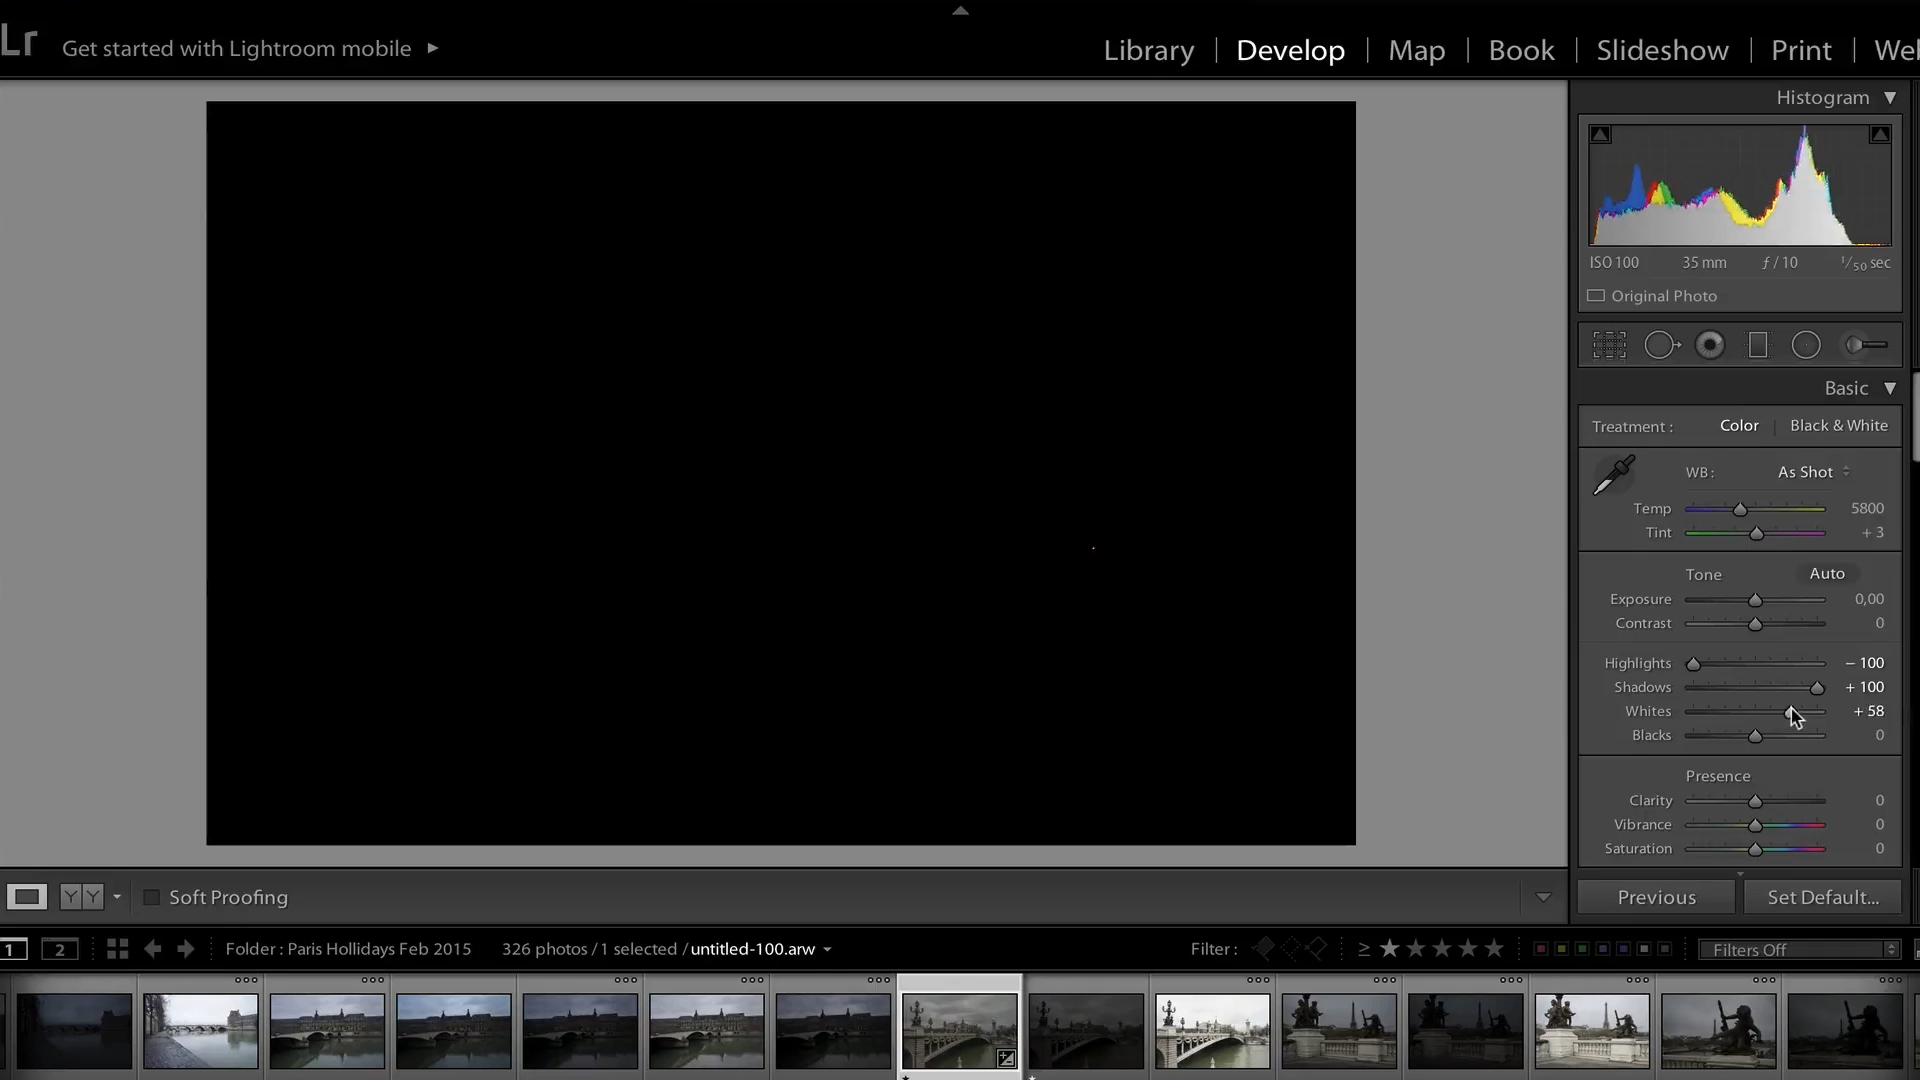 Lr Get started with Lightroom mobile
Library | Develop | Map | Book | Slideshow | Print |
Histogram
ISO 100 35 mm ƒ / 10 1/50 sec
Original Photo
Basic
Treatment : Color | Black & White
WB : As Shot
Temp 5800
Tint + 3
Tone Auto
Exposure 0,00
Contrast 0
Highlights – 100
Shadows + 100
Whites + 58
Blacks 0
Presence
Clarity 0
Vibrance 0
Saturation 0
Y Y Soft Proofing
Previous Set Default...
1 2 Folder : Paris Hollidays Feb 2015 326 photos / 1 selected / untitled-100.arw Filter : ≥ Filters Off